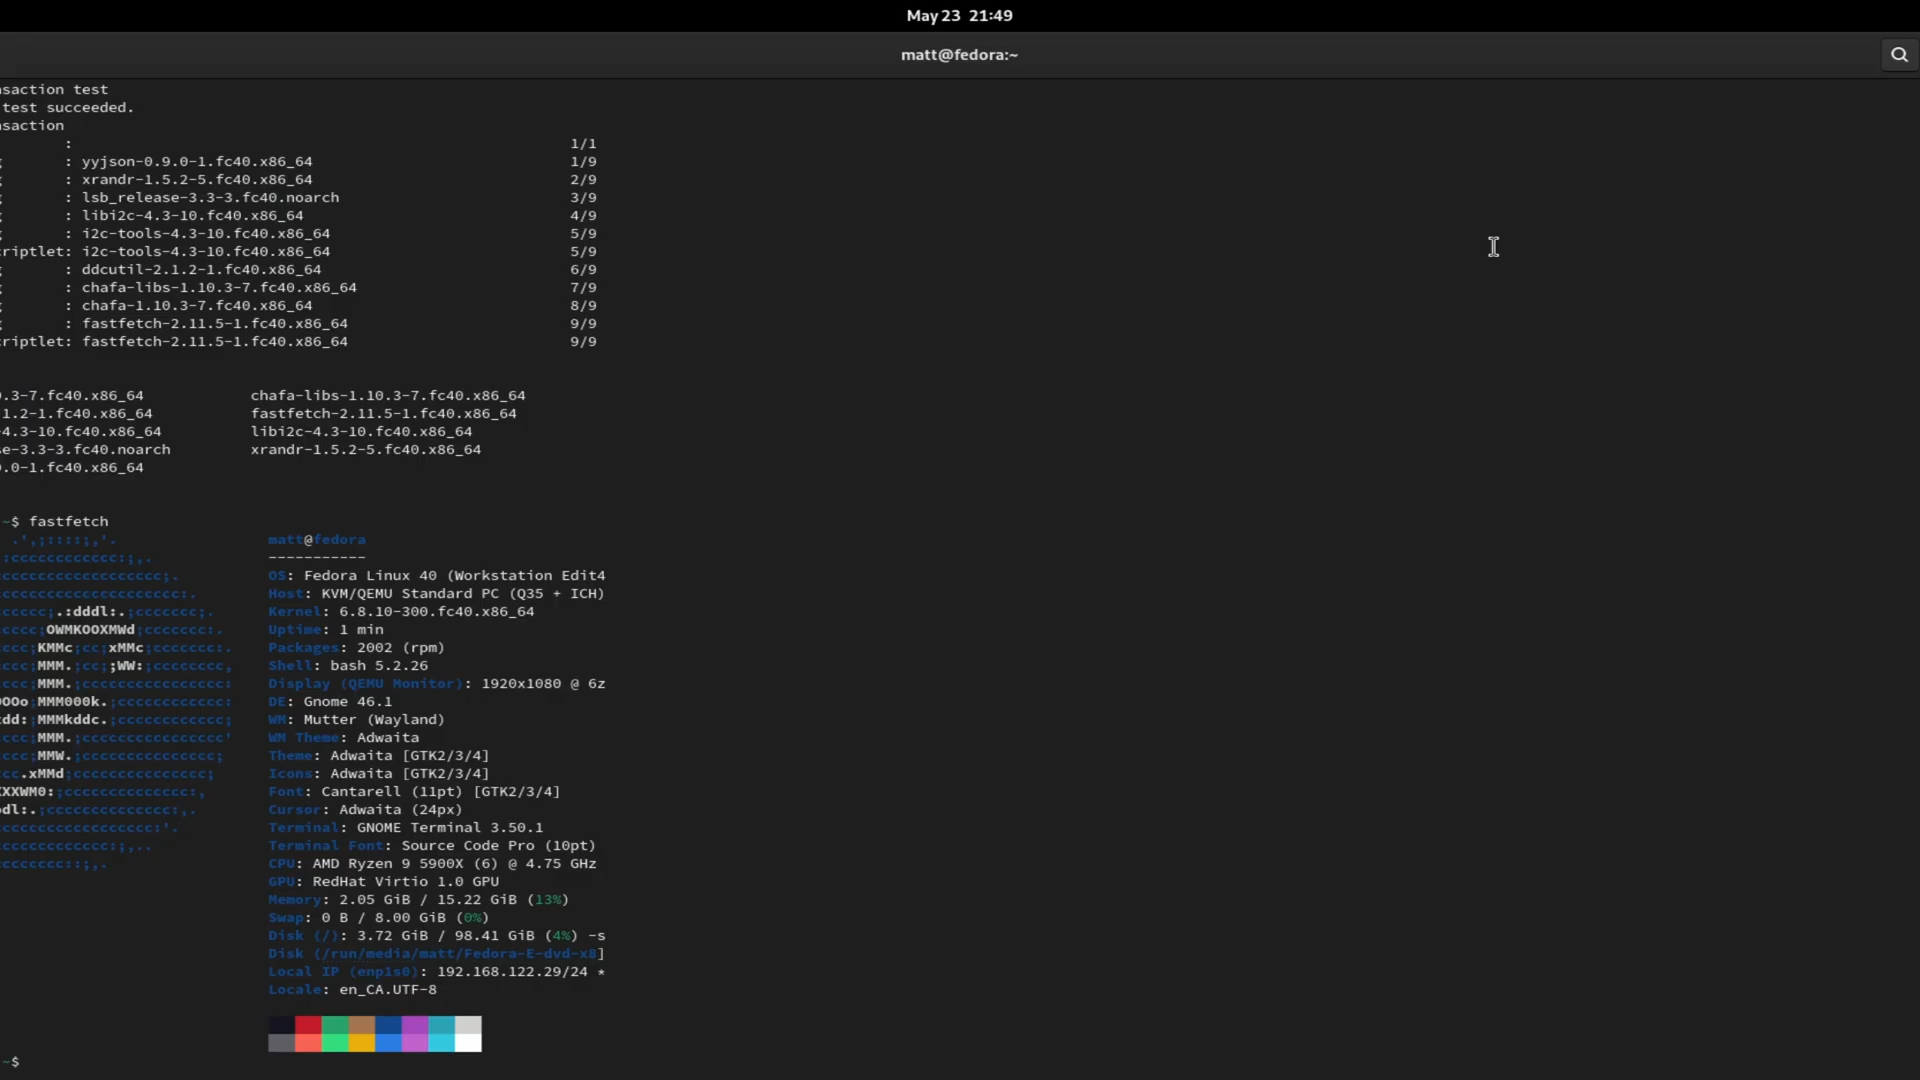 May 23 21:49
matt@fedora:~
saction test
test succeeded.
saction
: 1/1
: yyjson-0.9.0-1.fc40.x86_64 1/9
: xrandr-1.5.2-5.fc40.x86_64 2/9
: lsb_release-3.3-3.fc40.noarch 3/9
: libi2c-4.3-10.fc40.x86_64 4/9
: i2c-tools-4.3-10.fc40.x86_64 5/9
criptlet: i2c-tools-4.3-10.fc40.x86_64 5/9
: ddcutil-2.1.2-1.fc40.x86_64 6/9
: chafa-libs-1.10.3-7.fc40.x86_64 7/9
: chafa-1.10.3-7.fc40.x86_64 8/9
: fastfetch-2.11.5-1.fc40.x86_64 9/9
criptlet: fastfetch-2.11.5-1.fc40.x86_64 9/9
.3-7.fc40.x86_64 chafa-libs-1.10.3-7.fc40.x86_64
1.2-1.fc40.x86_64 fastfetch-2.11.5-1.fc40.x86_64
-4.3-10.fc40.x86_64 libi2c-4.3-10.fc40.x86_64
e-3.3-3.fc40.noarch xrandr-1.5.2-5.fc40.x86_64
.0-1.fc40.x86_64
~$ fastfetch
matt@fedora
-----------
OS: Fedora Linux 40 (Workstation Edit4
Host: KVM/QEMU Standard PC (Q35 + ICH)
Kernel: 6.8.10-300.fc40.x86_64
Uptime: 1 min
Packages: 2002 (rpm)
Shell: bash 5.2.26
Display (QEMU Monitor): 1920x1080 @ 6z
DE: Gnome 46.1
WM: Mutter (Wayland)
WM Theme: Adwaita
Theme: Adwaita [GTK2/3/4]
Icons: Adwaita [GTK2/3/4]
Font: Cantarell (11pt) [GTK2/3/4]
Cursor: Adwaita (24px)
Terminal: GNOME Terminal 3.50.1
Terminal Font: Source Code Pro (10pt)
CPU: AMD Ryzen 9 5900X (6) @ 4.75 GHz
GPU: RedHat Virtio 1.0 GPU
Memory: 2.05 GiB / 15.22 GiB (13%)
Swap: 0 B / 8.00 GiB (0%)
Disk (/): 3.72 GiB / 98.41 GiB (4%) -s
Disk (/run/media/matt/Fedora-E-dvd-x8]
Local IP (enp1s0): 192.168.122.29/24 *
Locale: en_CA.UTF-8
~$